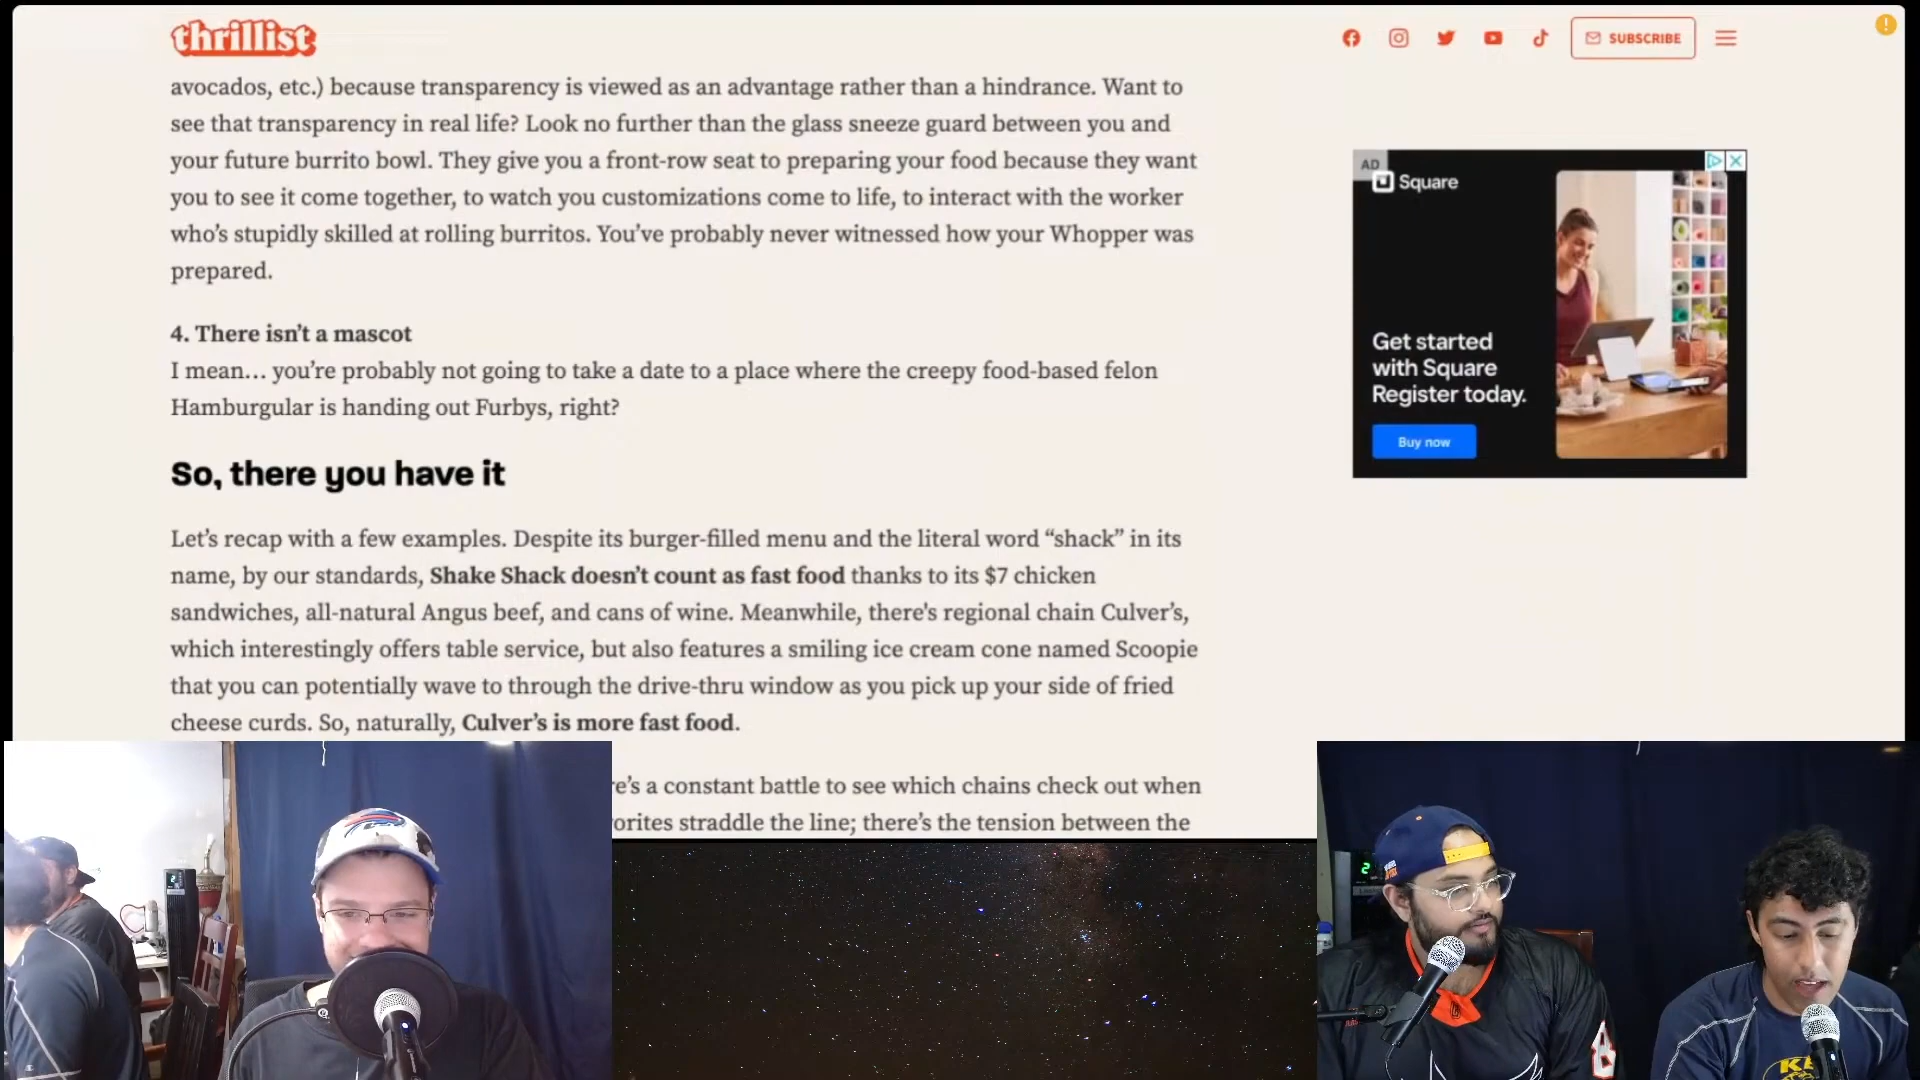 thrillist
SUBSCRIBE
avocados, etc.) because transparency is viewed as an advantage rather than a hindrance. Want to
see that transparency in real life? Look no further than the glass sneeze guard between you and
your future burrito bowl. They give you a front-row seat to preparing your food because they want
you to see it come together, to watch you customizations come to life, to interact with the worker
who’s stupidly skilled at rolling burritos. You’ve probably never witnessed how your Whopper was
prepared.
4. There isn’t a mascot
I mean… you’re probably not going to take a date to a place where the creepy food-based felon
Hamburgular is handing out Furbys, right?
So, there you have it
Let’s recap with a few examples. Despite its burger-filled menu and the literal word “shack” in its
name, by our standards, Shake Shack doesn’t count as fast food thanks to its $7 chicken
sandwiches, all-natural Angus beef, and cans of wine. Meanwhile, there's regional chain Culver’s,
which interestingly offers table service, but also features a smiling ice cream cone named Scoopie
that you can potentially wave to through the drive-thru window as you pick up your side of fried
cheese curds. So, naturally, Culver’s is more fast food.
re’s a constant battle to see which chains check out when
orites straddle the line; there’s the tension between the
AD
Square
Get started
with Square
Register today.
Buy now
2
2
KE